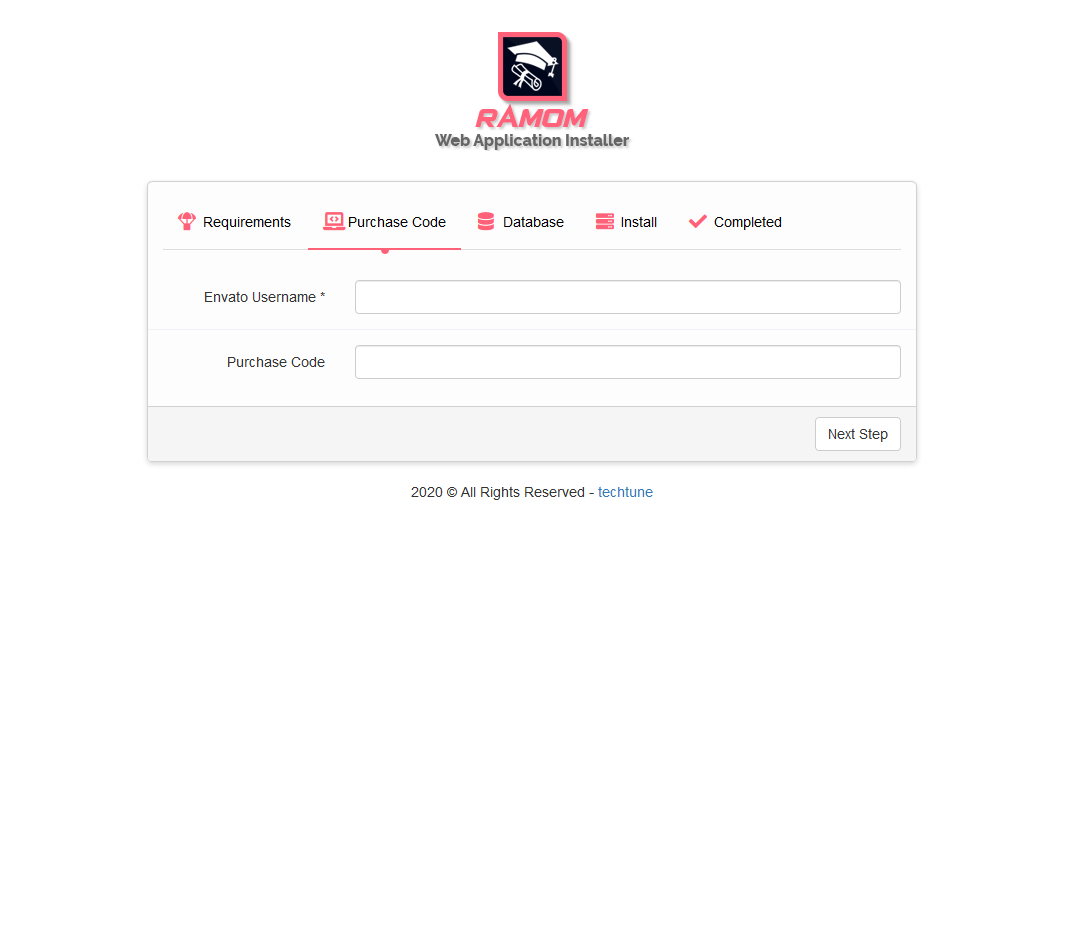 RAMOM
Web Application Installer
Requirements Purchase Code Database Install Completed
Envato Username *
Purchase Code
Next Step
2020 © All Rights Reserved - techtune